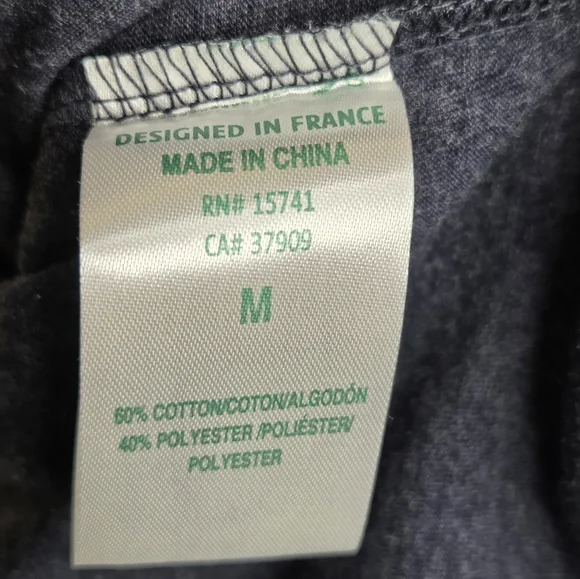 DESIGNED IN FRANCE
MADE IN CHINA
RN# 15741
CA# 37909
M
60% COTTON/COTON/ALGODÓN
40% POLYESTER /POLIÉSTER/
POLYESTER